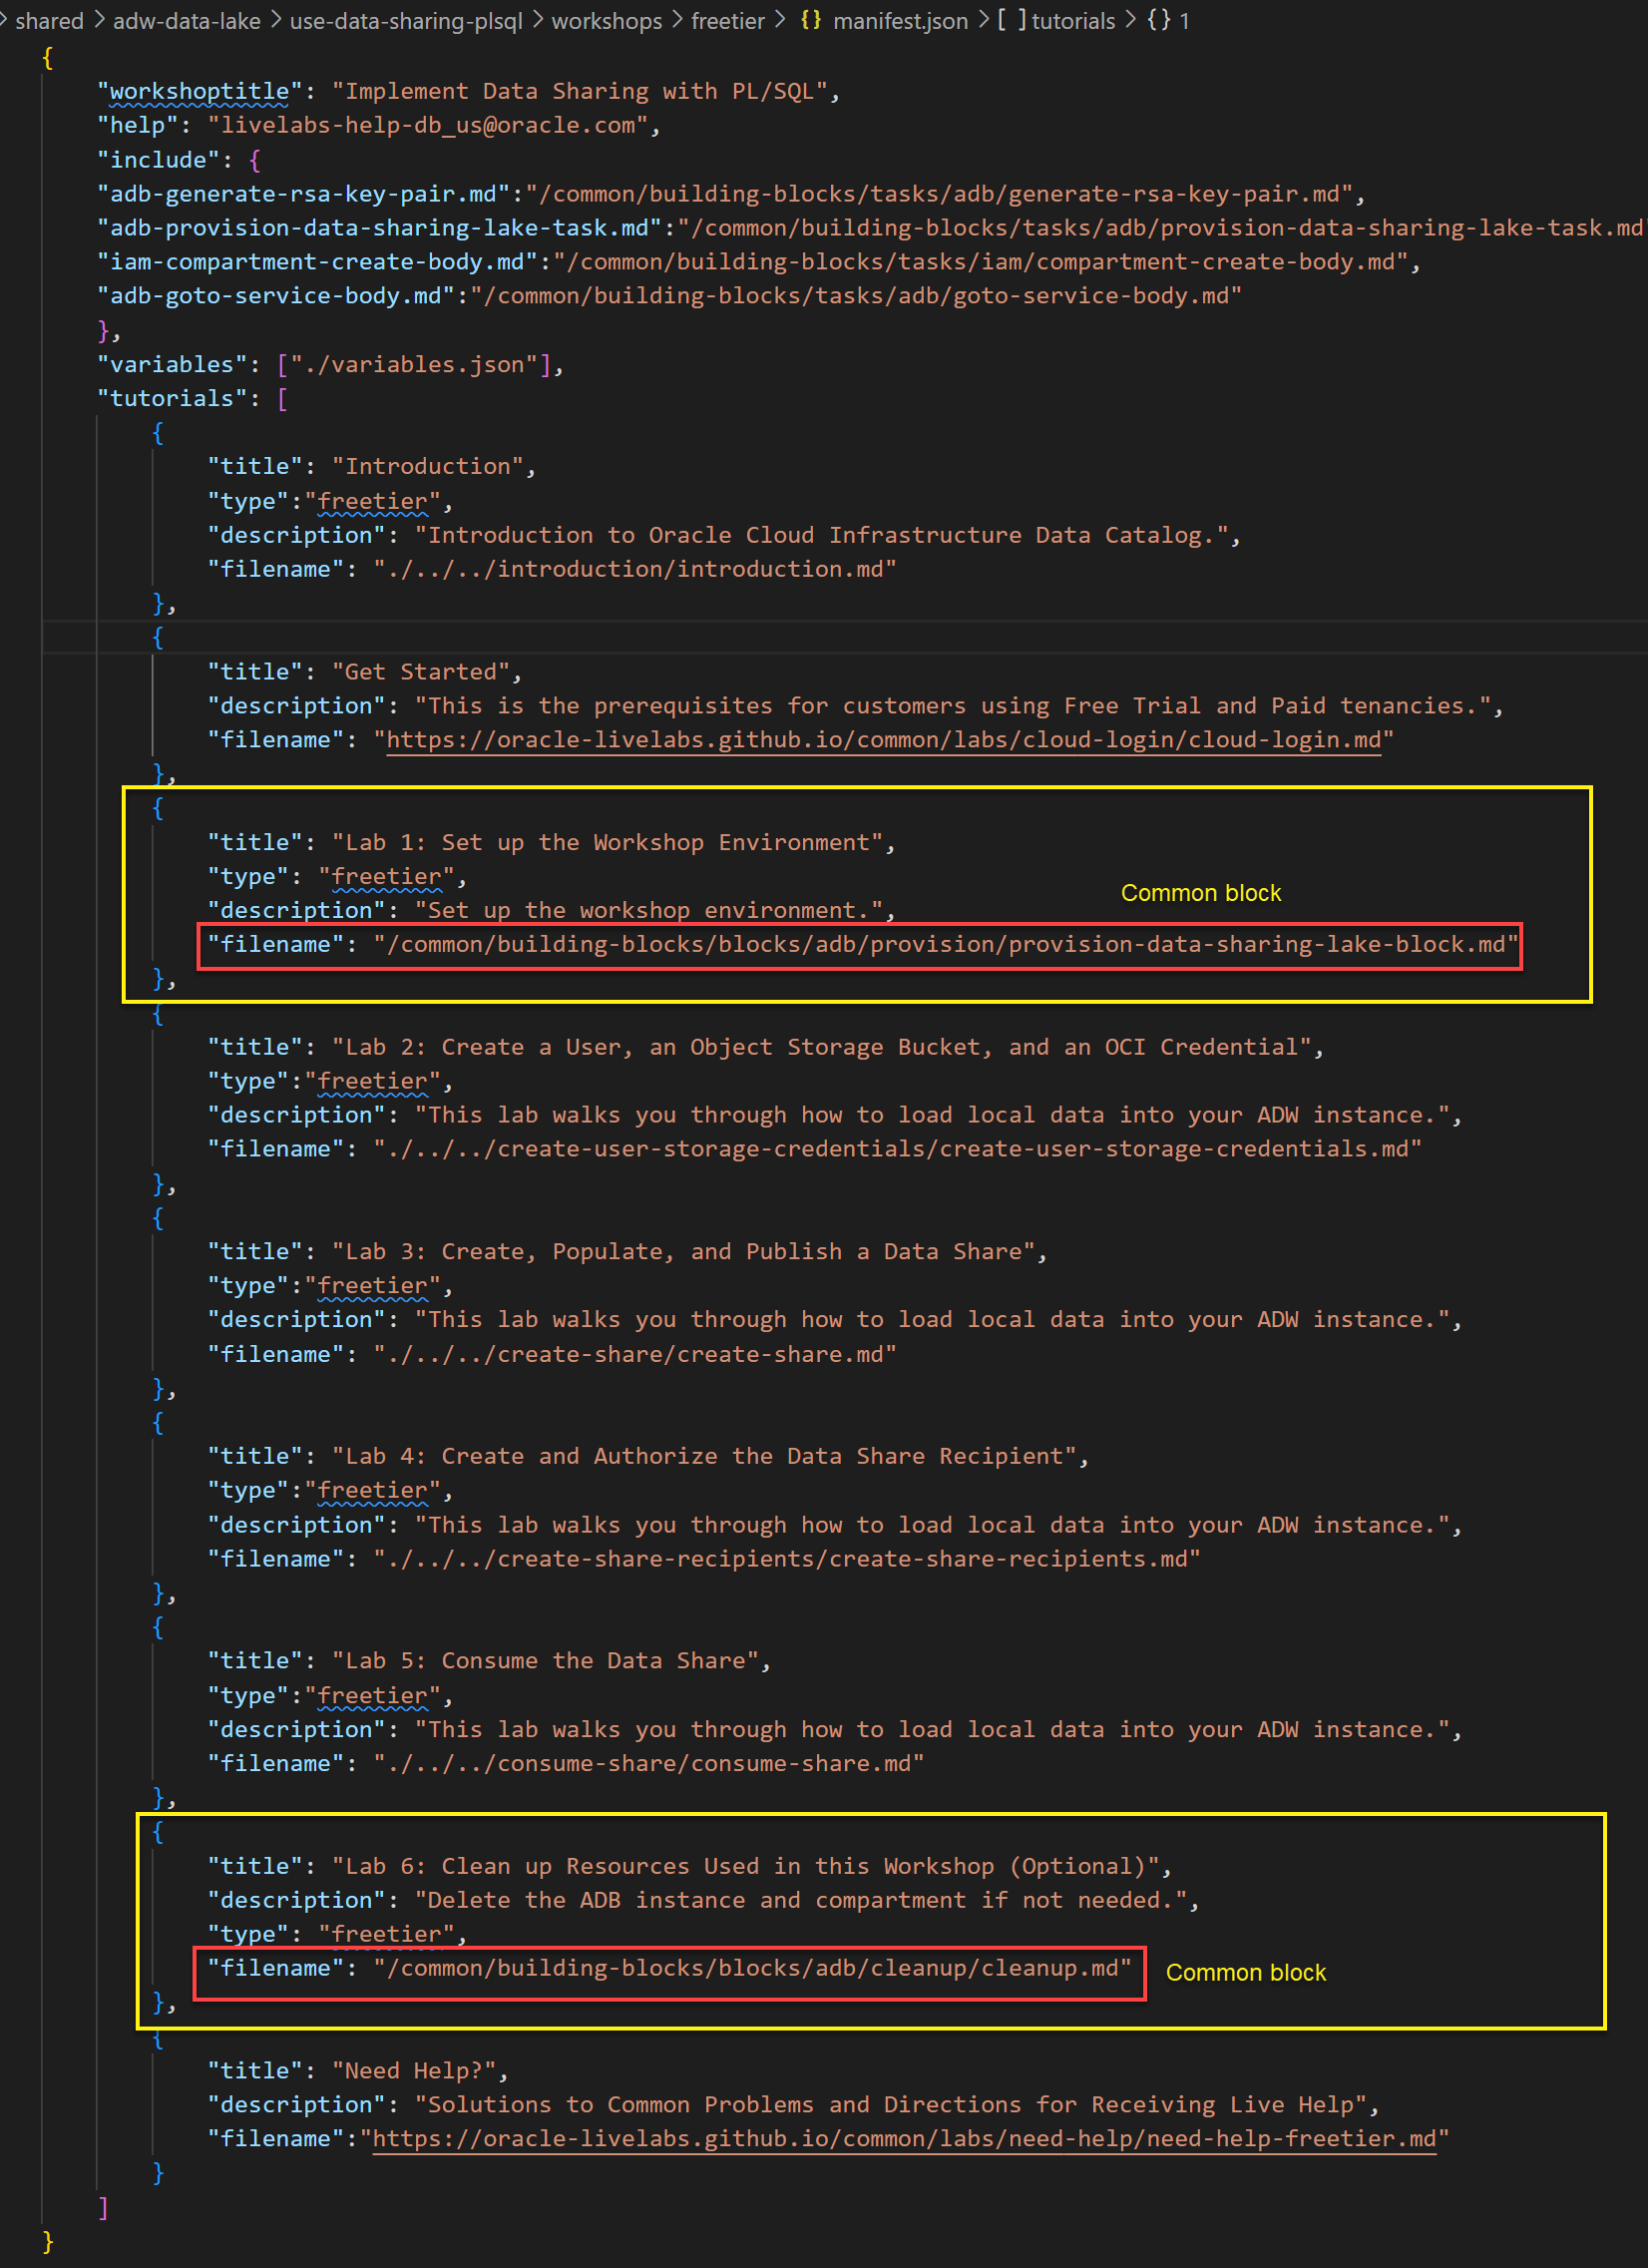 shared > adw-data-lake > use-data-sharing-plsql > workshops > freetier > {} manifest.json > [ ] tutorials > {} 1
{
"workshoptitle": "Implement Data Sharing with PL/SQL",
"help": "livelabs-help-db_us@oracle.com",
"include": {
"adb-generate-rsa-key-pair.md":"/common/building-blocks/tasks/adb/generate-rsa-key-pair.md",
"adb-provision-data-sharing-lake-task.md":"/common/building-blocks/tasks/adb/provision-data-sharing-lake-task.md"
"iam-compartment-create-body.md":"/common/building-blocks/tasks/iam/compartment-create-body.md",
"adb-goto-service-body.md":"/common/building-blocks/tasks/adb/goto-service-body.md"
},
"variables": ["./variables.json"],
"tutorials": [
{
"title": "Introduction",
"type":"freetier",
"description": "Introduction to Oracle Cloud Infrastructure Data Catalog.",
"filename": "./../../introduction/introduction.md"
},
{
"title": "Get Started",
"description": "This is the prerequisites for customers using Free Trial and Paid tenancies.",
"filename": "https://oracle-livelabs.github.io/common/labs/cloud-login/cloud-login.md"
},
{
"title": "Lab 1: Set up the Workshop Environment",
"type": "freetier",
Common block
"description": "Set up the workshop environment.",
"filename": "/common/building-blocks/blocks/adb/provision/provision-data-sharing-lake-block.md"
},
{
"title": "Lab 2: Create a User, an Object Storage Bucket, and an OCI Credential",
"type":"freetier",
"description": "This lab walks you through how to load local data into your ADW instance.",
"filename": "./../../create-user-storage-credentials/create-user-storage-credentials.md"
},
{
"title": "Lab 3: Create, Populate, and Publish a Data Share",
"type":"freetier",
"description": "This lab walks you through how to load local data into your ADW instance.",
"filename": "./../../create-share/create-share.md"
},
{
"title": "Lab 4: Create and Authorize the Data Share Recipient",
"type":"freetier",
"description": "This lab walks you through how to load local data into your ADW instance.",
"filename": "./../../create-share-recipients/create-share-recipients.md"
},
{
"title": "Lab 5: Consume the Data Share",
"type":"freetier",
"description": "This lab walks you through how to load local data into your ADW instance.",
"filename": "./../../consume-share/consume-share.md"
},
{
"title": "Lab 6: Clean up Resources Used in this Workshop (Optional)",
"description": "Delete the ADB instance and compartment if not needed.",
"type": "freetier",
"filename": "/common/building-blocks/blocks/adb/cleanup/cleanup.md"
Common block
},
{
"title": "Need Help?",
"description": "Solutions to Common Problems and Directions for Receiving Live Help",
"filename":"https://oracle-livelabs.github.io/common/labs/need-help/need-help-freetier.md"
}
]
}